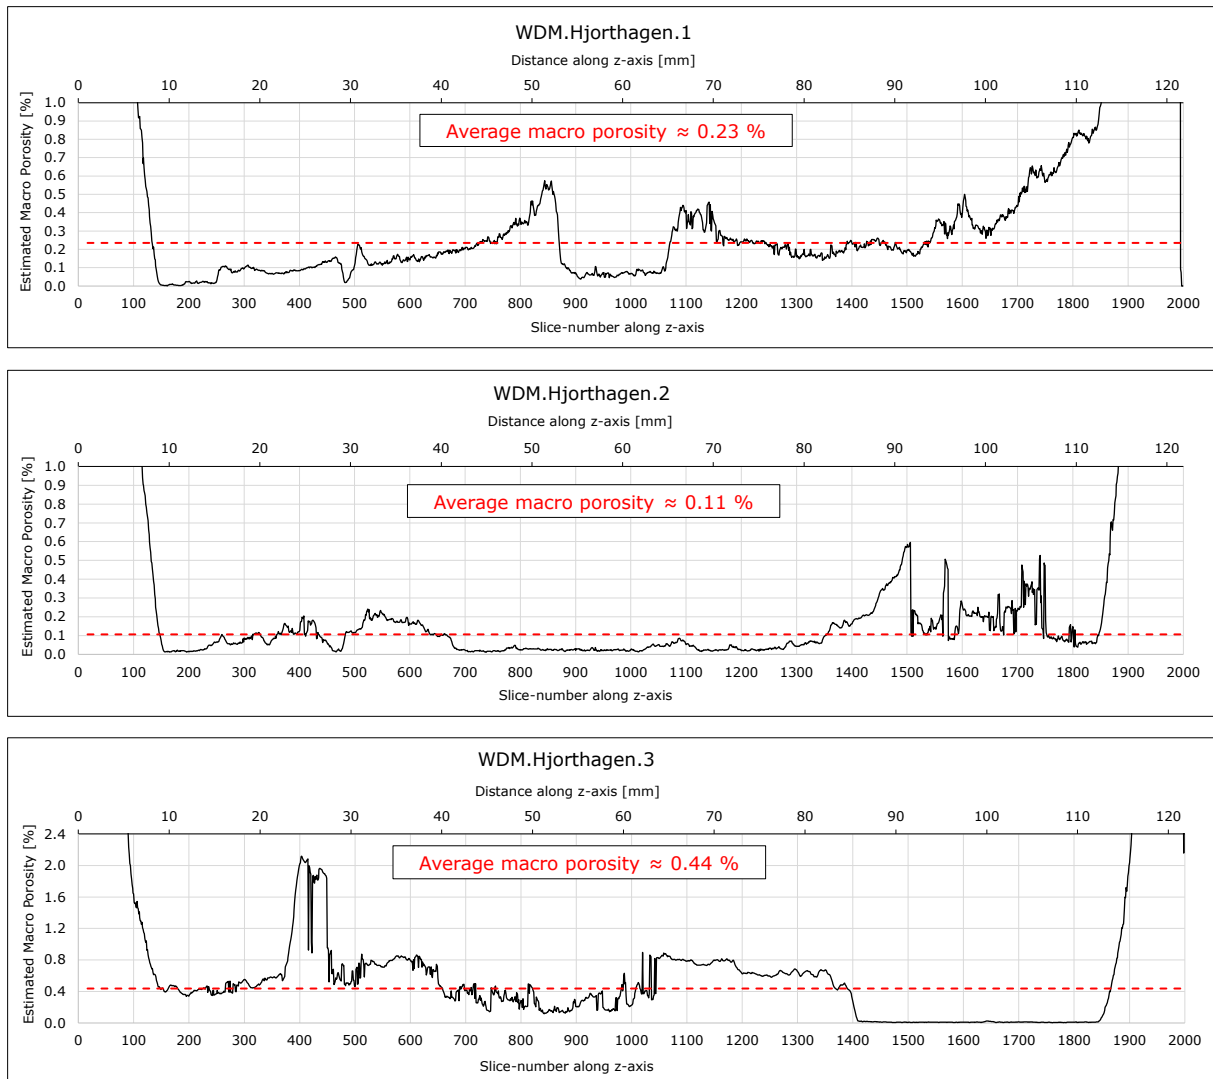 WDM.Hjorthagen.1
Distance along z-axis [mm]
0 10 20 30 40 50 60 70 80 90 100 110 120
Estimated Macro Porosity [%]
1.0
0.9
0.8
0.7
0.6
0.5
0.4
0.3
0.2
0.1
0.0
Average macro porosity ≈ 0.23 %
0 100 200 300 400 500 600 700 800 900 1000 1100 1200 1300 1400 1500 1600 1700 1800 1900 2000
Slice-number along z-axis
WDM.Hjorthagen.2
Distance along z-axis [mm]
0 10 20 30 40 50 60 70 80 90 100 110 120
Estimated Macro Porosity [%]
1.0
0.9
0.8
0.7
0.6
0.5
0.4
0.3
0.2
0.1
0.0
Average macro porosity ≈ 0.11 %
0 100 200 300 400 500 600 700 800 900 1000 1100 1200 1300 1400 1500 1600 1700 1800 1900 2000
Slice-number along z-axis
WDM.Hjorthagen.3
Distance along z-axis [mm]
0 10 20 30 40 50 60 70 80 90 100 110 120
Estimated Macro Porosity [%]
2.4
2.0
1.6
1.2
0.8
0.4
0.0
Average macro porosity ≈ 0.44 %
0 100 200 300 400 500 600 700 800 900 1000 1100 1200 1300 1400 1500 1600 1700 1800 1900 2000
Slice-number along z-axis